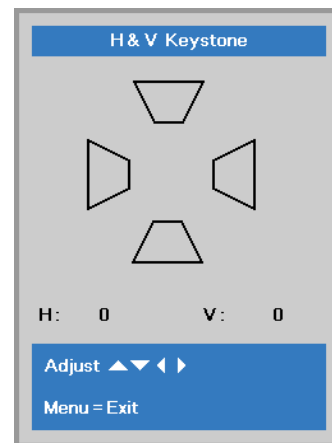 H & V Keystone
H: 0 V: 0
Adjust ▲▼◀▶
Menu = Exit